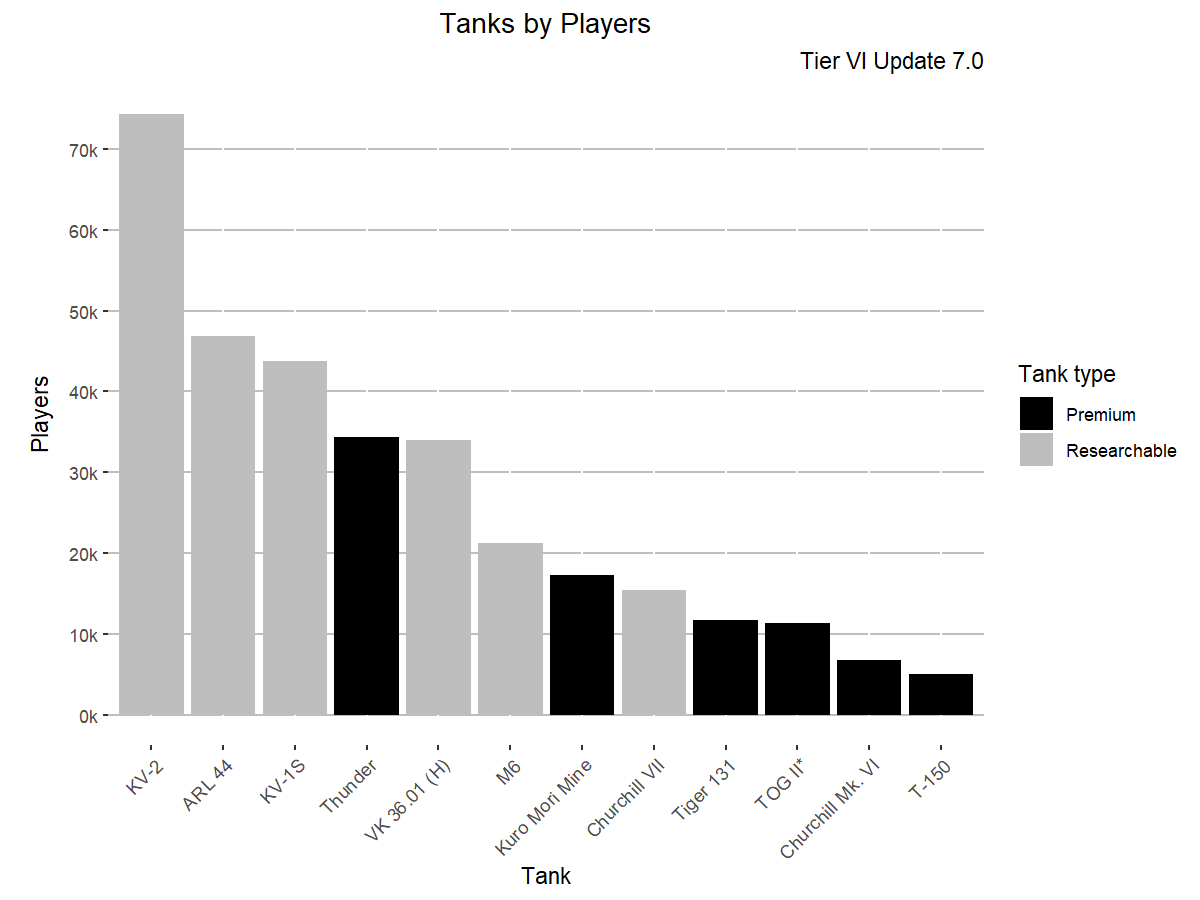 Tanks by Players
Tier VI Update 7.0
70k
60k
50k
40k
30k
20k
10k
0k
Players
KV-2
ARL 44
KV-1S
Thunder
VK 36.01 (H)
M6
Kuro Mori Mine
Churchill VII
Tiger 131
TOG II*
Churchill Mk. VI
T-150
Tank
Tank type
Premium
Researchable